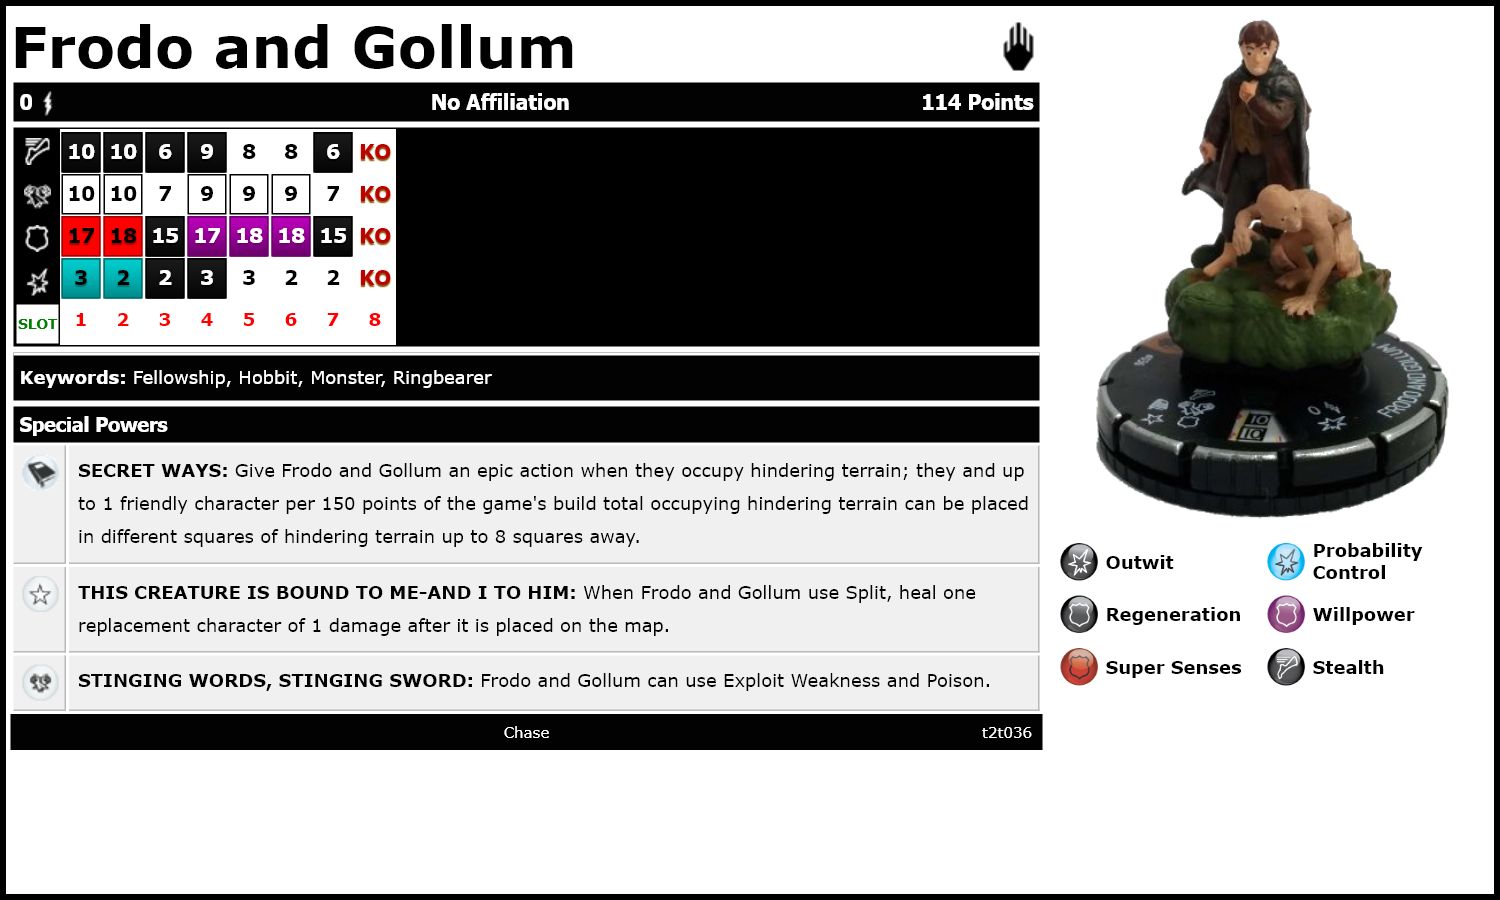 Frodo and Gollum
0 No Affiliation 114 Points
10 10 6 9 8 8 6 KO
10 10 7 9 9 9 7 KO
17 18 15 17 18 18 15 KO
3 2 2 3 3 2 2 KO
SLOT 1 2 3 4 5 6 7 8
Keywords: Fellowship, Hobbit, Monster, Ringbearer
Special Powers
SECRET WAYS: Give Frodo and Gollum an epic action when they occupy hindering terrain; they and up
to 1 friendly character per 150 points of the game's build total occupying hindering terrain can be placed
in different squares of hindering terrain up to 8 squares away.
THIS CREATURE IS BOUND TO ME-AND I TO HIM: When Frodo and Gollum use Split, heal one
replacement character of 1 damage after it is placed on the map.
STINGING WORDS, STINGING SWORD: Frodo and Gollum can use Exploit Weakness and Poison.
Chase t2t036
#036
FRODO AND GOLLUM
0
10
10
Outwit
Probability
Control
Regeneration
Willpower
Super Senses
Stealth